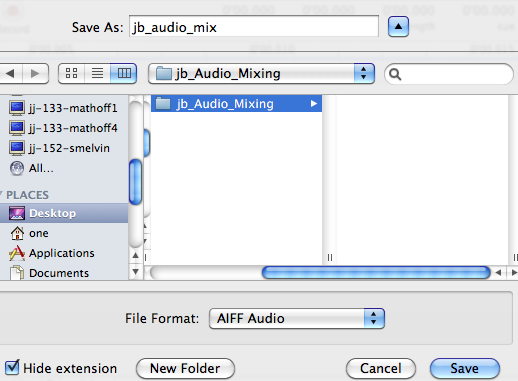 Save As: jb_audio_mix
jb_Audio_Mixing
jj-133-mathoff1
jj-133-mathoff4
jj-152-smelvin
All...
PLACES
Desktop
one
Applications
Documents
jb_Audio_Mixing
File Format: AIFF Audio
Hide extension
New Folder
Cancel
Save